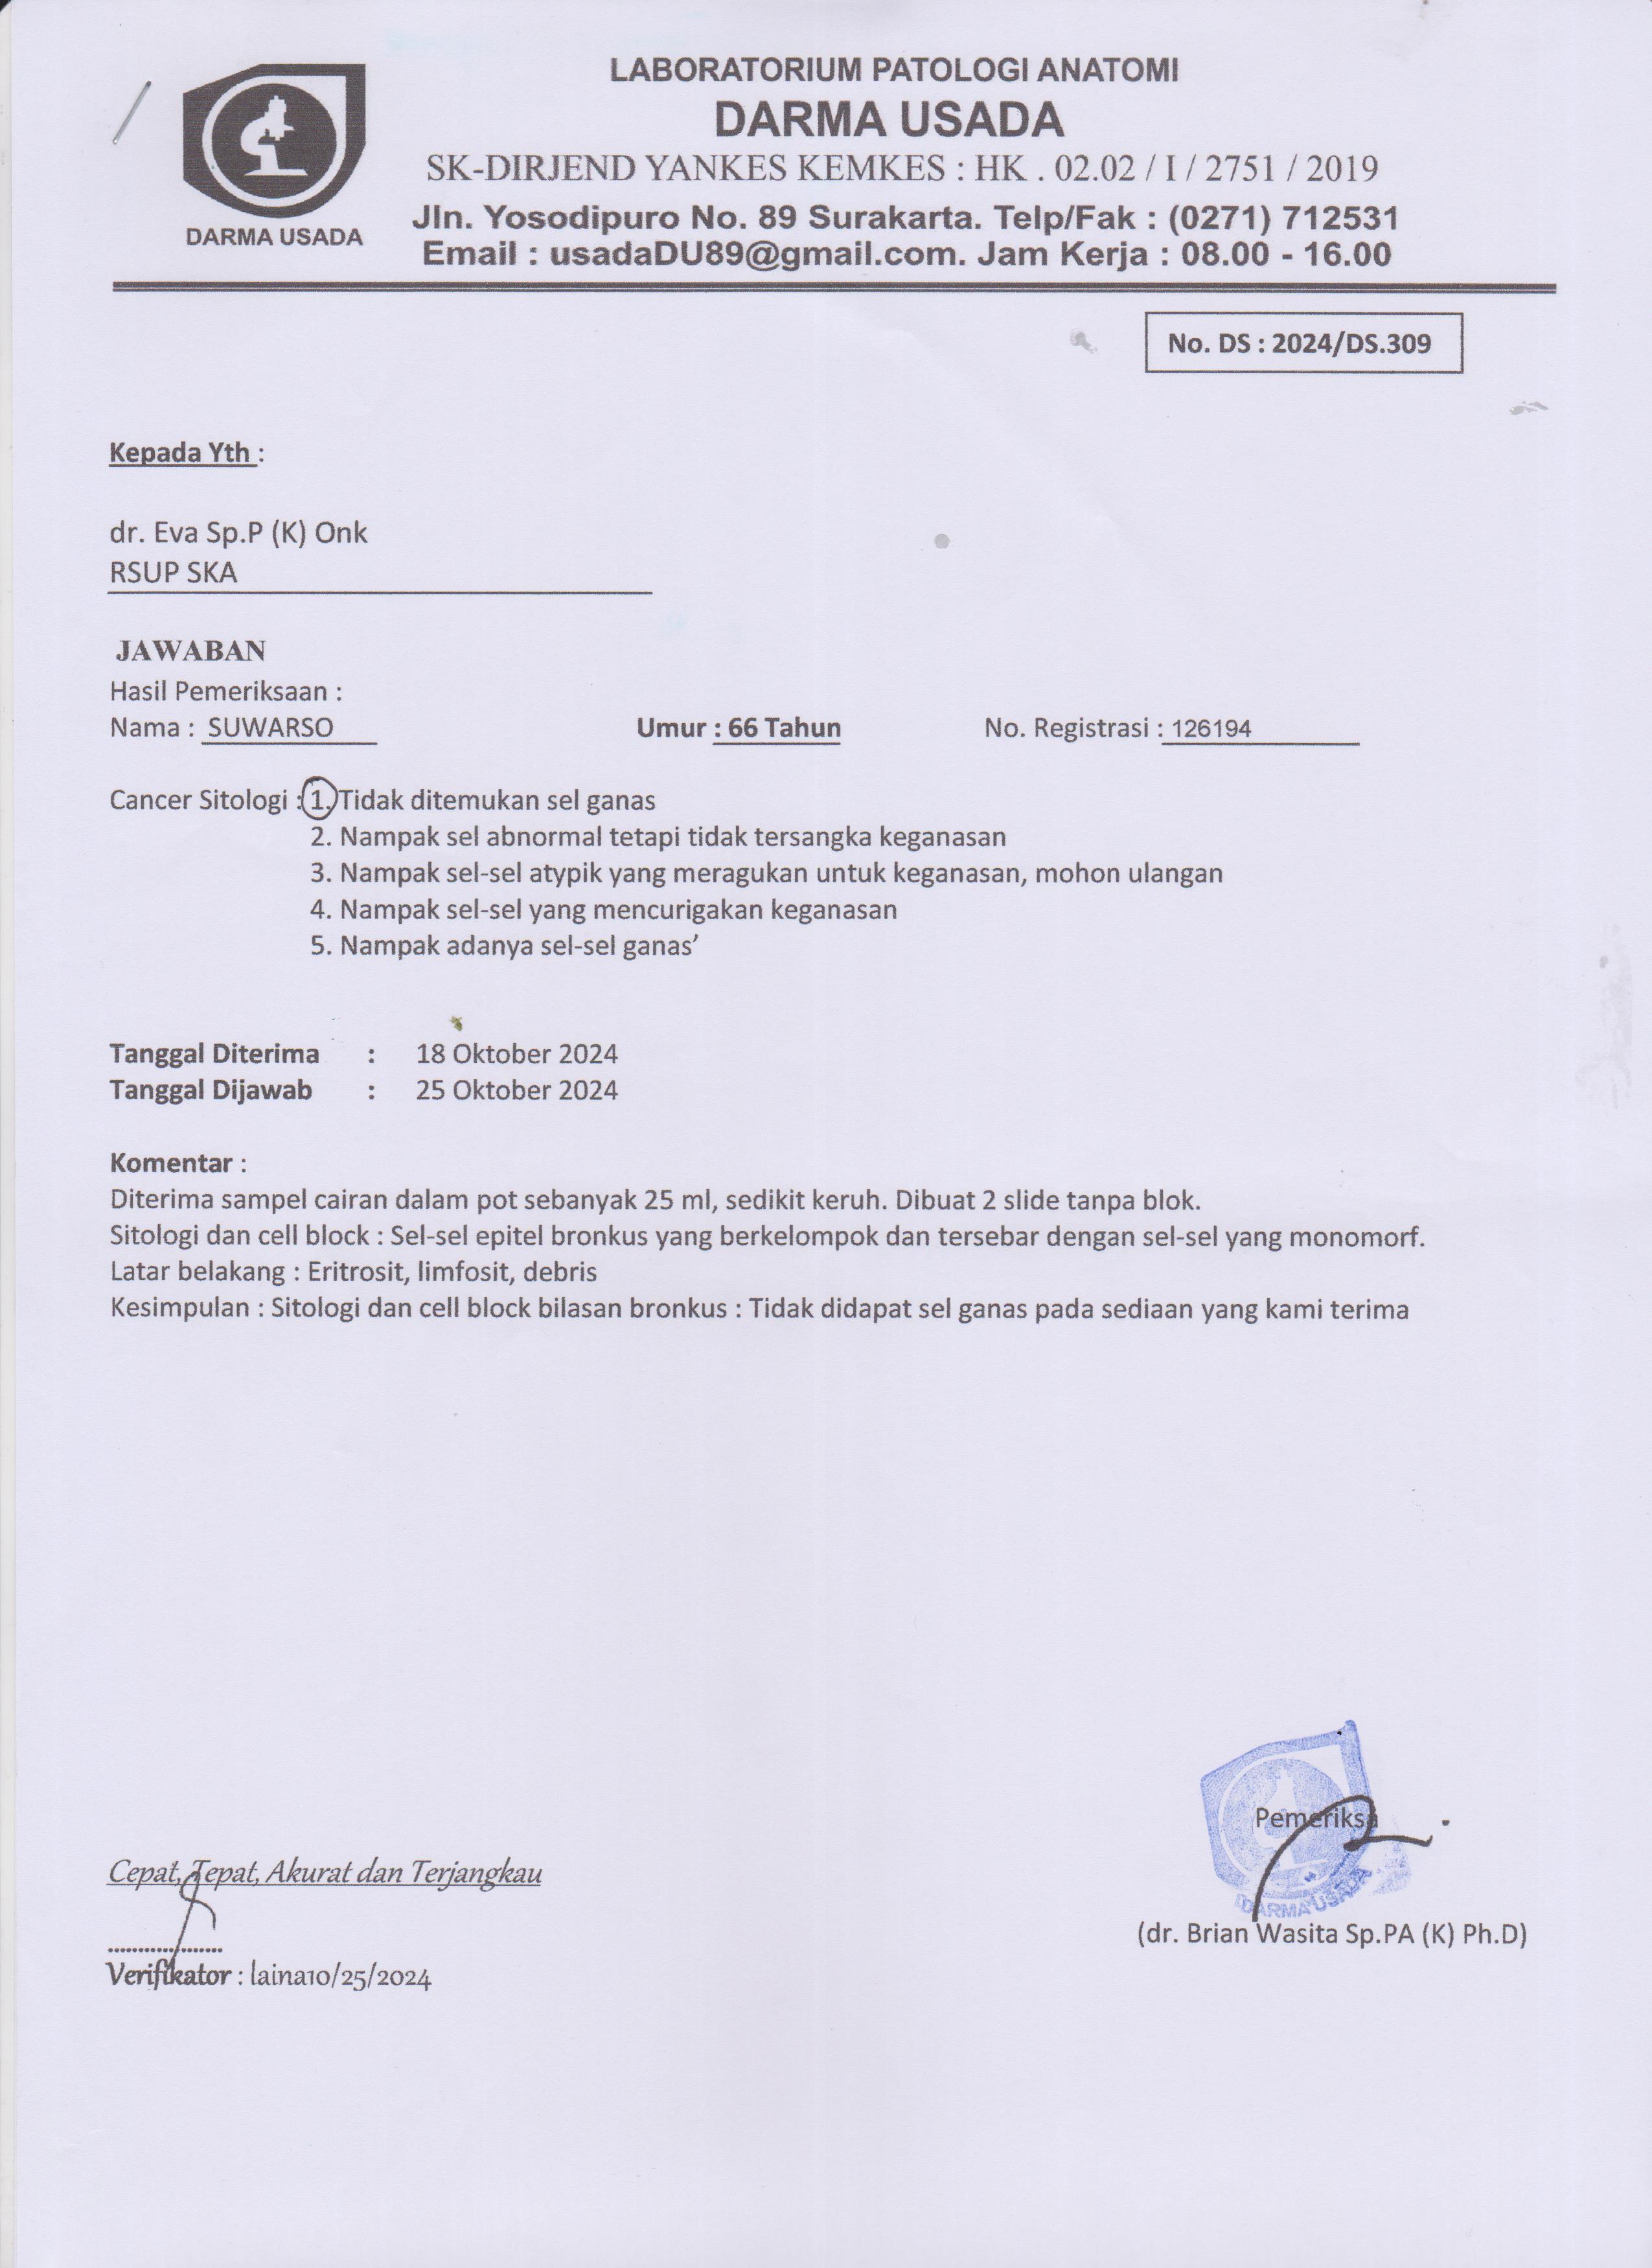 LABORATORIUM PATOLOGI ANATOMI
DARMA USADA
SK-DIRJEND YANKES KEMKES : HK . 02.02 / I / 2751 / 2019
DARMA USADA
Jln. Yosodipuro No. 89 Surakarta. Telp/Fak : (0271) 712531
Email : usadaDU89@gmail.com. Jam Kerja : 08.00 - 16.00
No. DS : 2024/DS.309
Kepada Yth :
dr. Eva Sp.P (K) Onk
RSUP SKA
JAWABAN
Hasil Pemeriksaan :
Nama : SUWARSO Umur : 66 Tahun No. Registrasi : 126194
Cancer Sitologi : 1. Tidak ditemukan sel ganas
2. Nampak sel abnormal tetapi tidak tersangka keganasan
3. Nampak sel-sel atypik yang meragukan untuk keganasan, mohon ulangan
4. Nampak sel-sel yang mencurigakan keganasan
5. Nampak adanya sel-sel ganas’
Tanggal Diterima : 18 Oktober 2024
Tanggal Dijawab : 25 Oktober 2024
Komentar :
Diterima sampel cairan dalam pot sebanyak 25 ml, sedikit keruh. Dibuat 2 slide tanpa blok.
Sitologi dan cell block : Sel-sel epitel bronkus yang berkelompok dan tersebar dengan sel-sel yang monomorf.
Latar belakang : Eritrosit, limfosit, debris
Kesimpulan : Sitologi dan cell block bilasan bronkus : Tidak didapat sel ganas pada sediaan yang kami terima
Pemeriksa
DARMA USADA
(dr. Brian Wasita Sp.PA (K) Ph.D)
Cepat, Tepat, Akurat dan Terjangkau
....................
Verifikator : laina10/25/2024